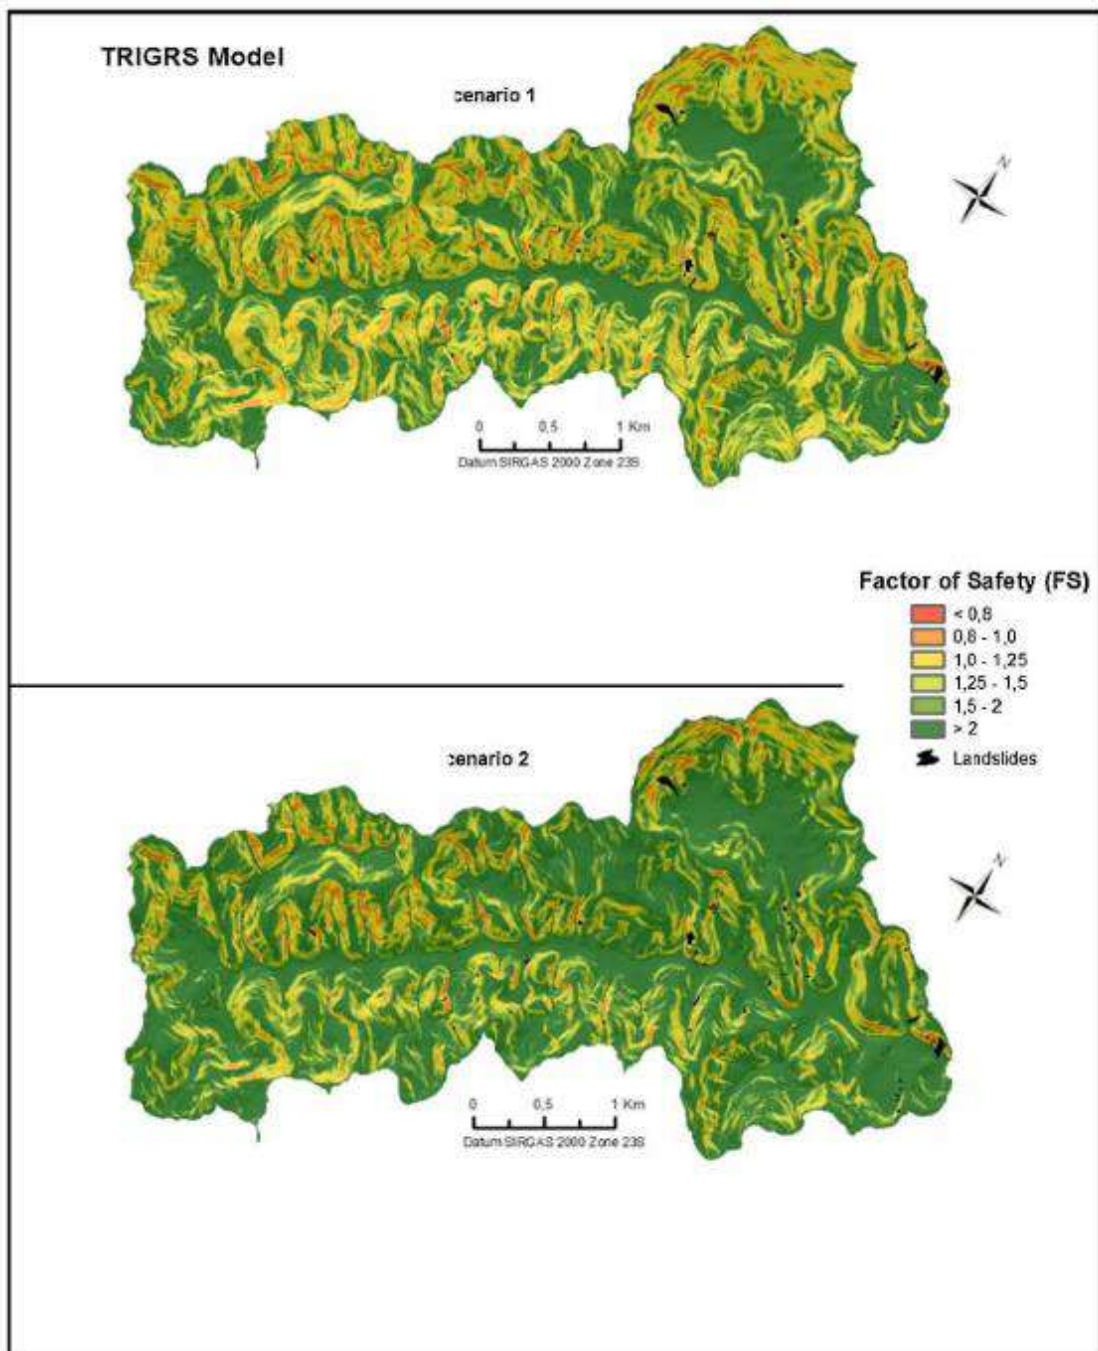 TRIGRS Model
cenario 1
N
0 0,5 1 Km
Datum SIRGAS 2000 Zone 23S
Factor of Safety (FS)
< 0,8
0,8 - 1,0
1,0 - 1,25
1,25 - 1,5
1,5 - 2
> 2
Landslides
cenario 2
N
0 0,5 1 Km
Datum SIRGAS 2000 Zone 23S